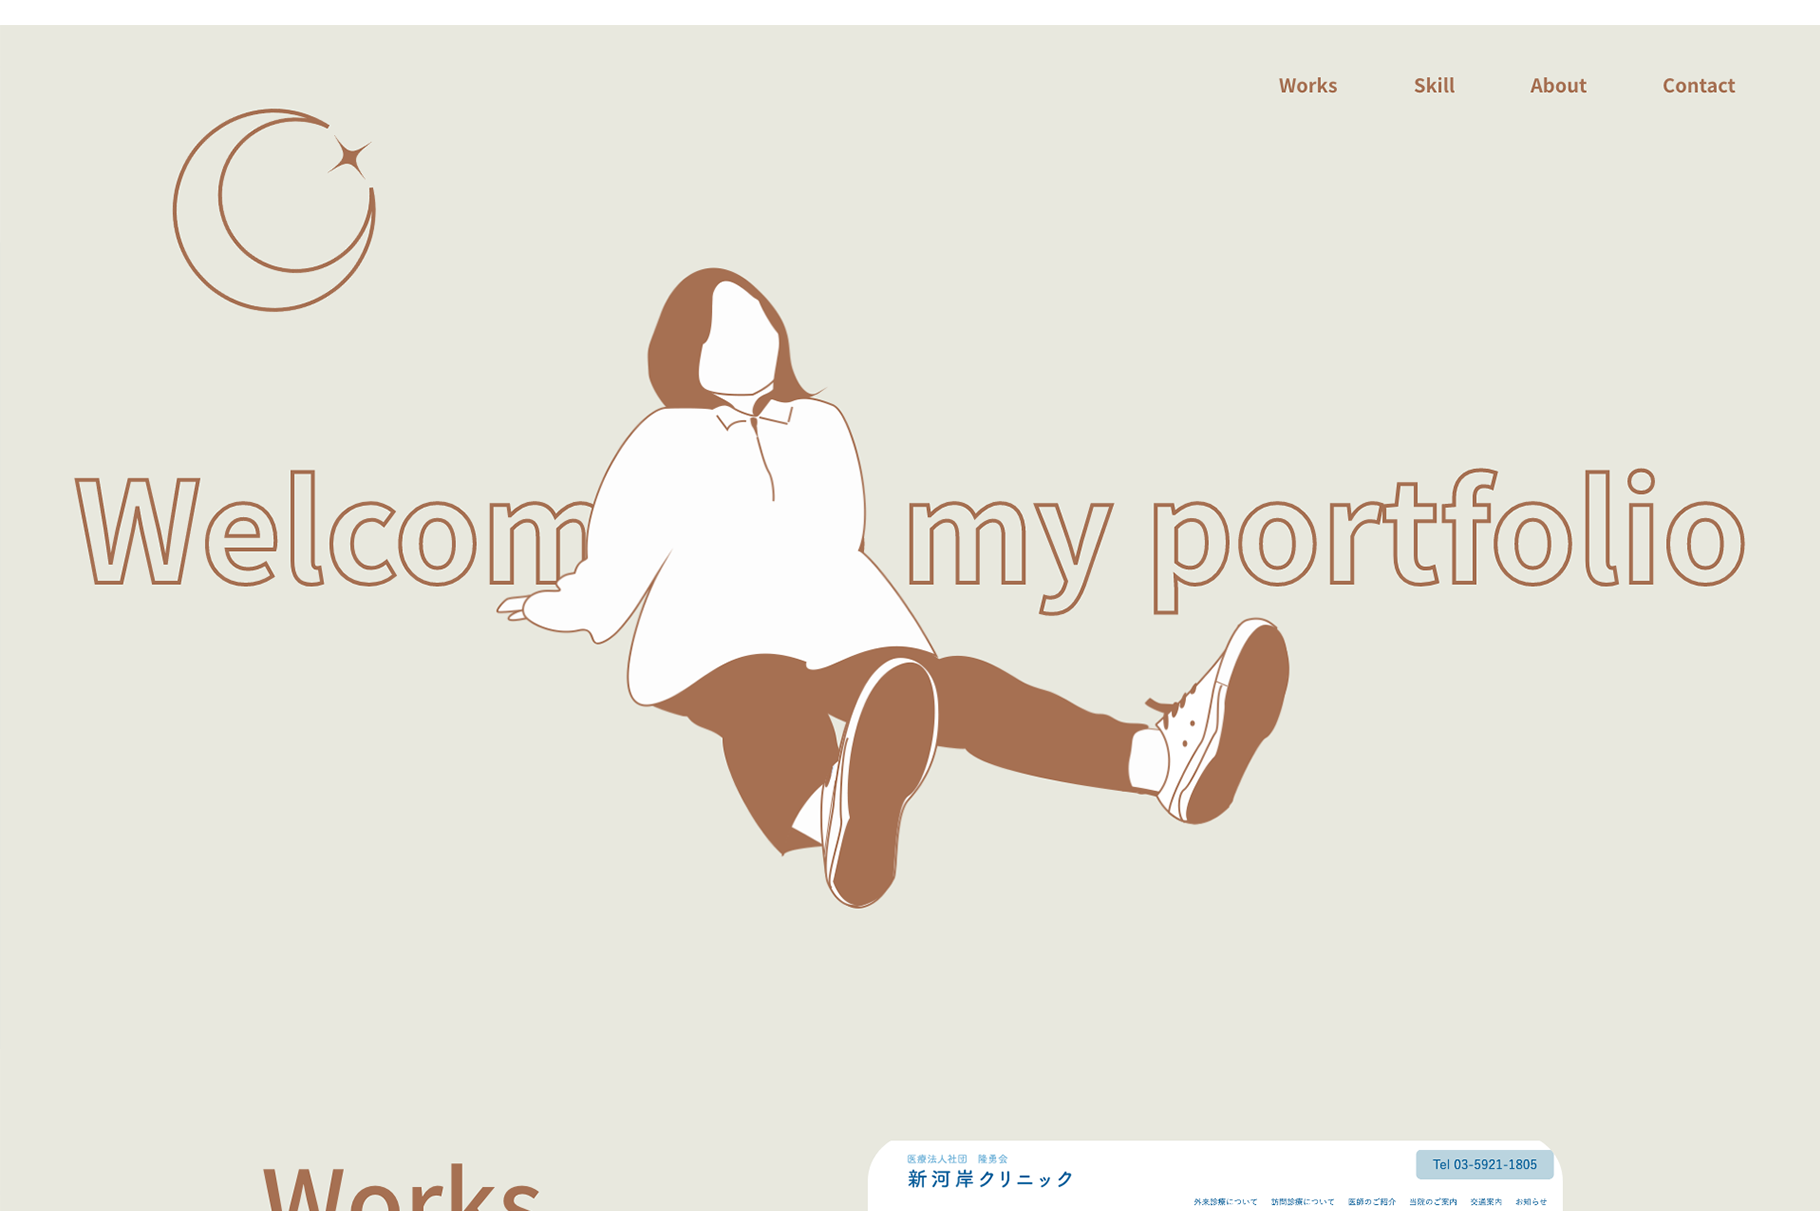 Works Skill About Contact
Welcom my portfolio
Works
医療法人社団　隆勇会
新河岸クリニック
Tel 03-5921-1805
外来診療について 訪問診療について 医師のご紹介 当院のご案内 交通案内 お知らせ